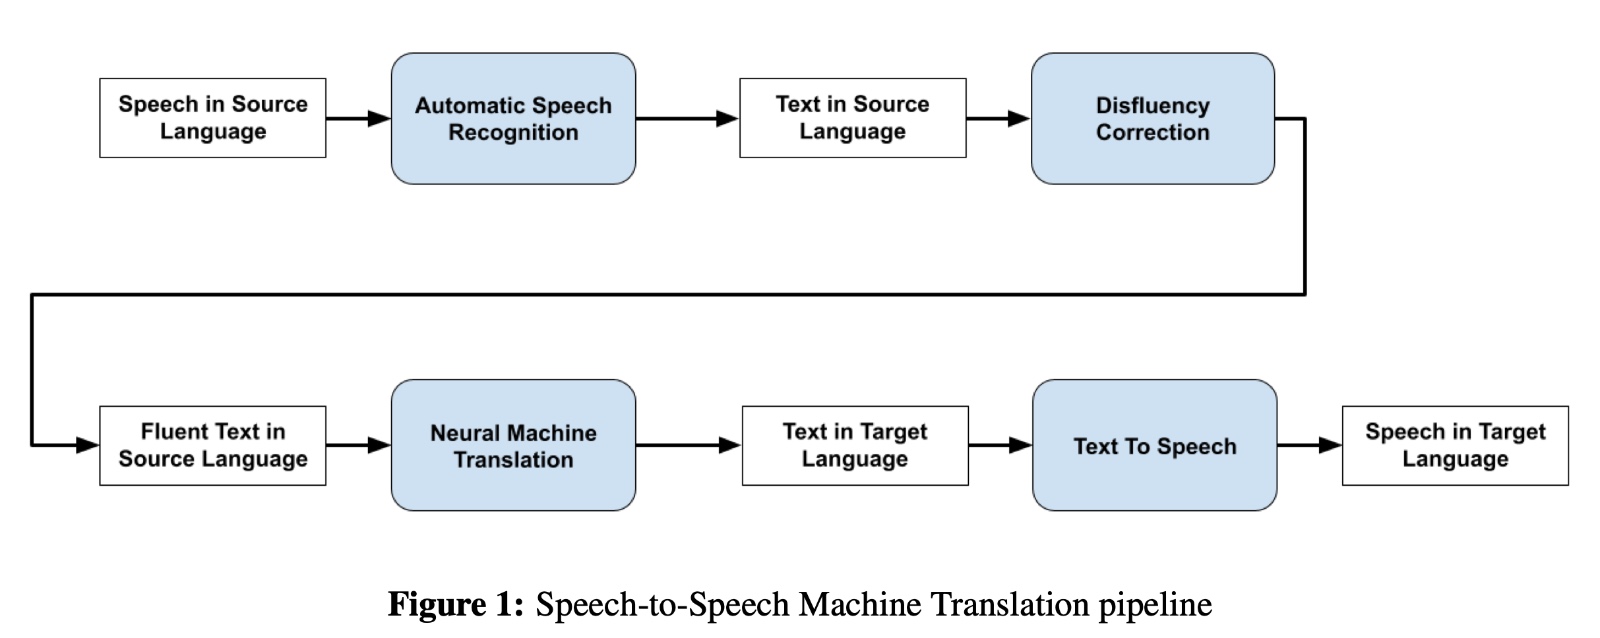 Speech in Source
Language
Automatic Speech
Recognition
Text in Source
Language
Disfluency
Correction
Fluent Text in
Source Language
Neural Machine
Translation
Text in Target
Language
Text To Speech
Speech in Target
Language
Figure 1: Speech-to-Speech Machine Translation pipeline